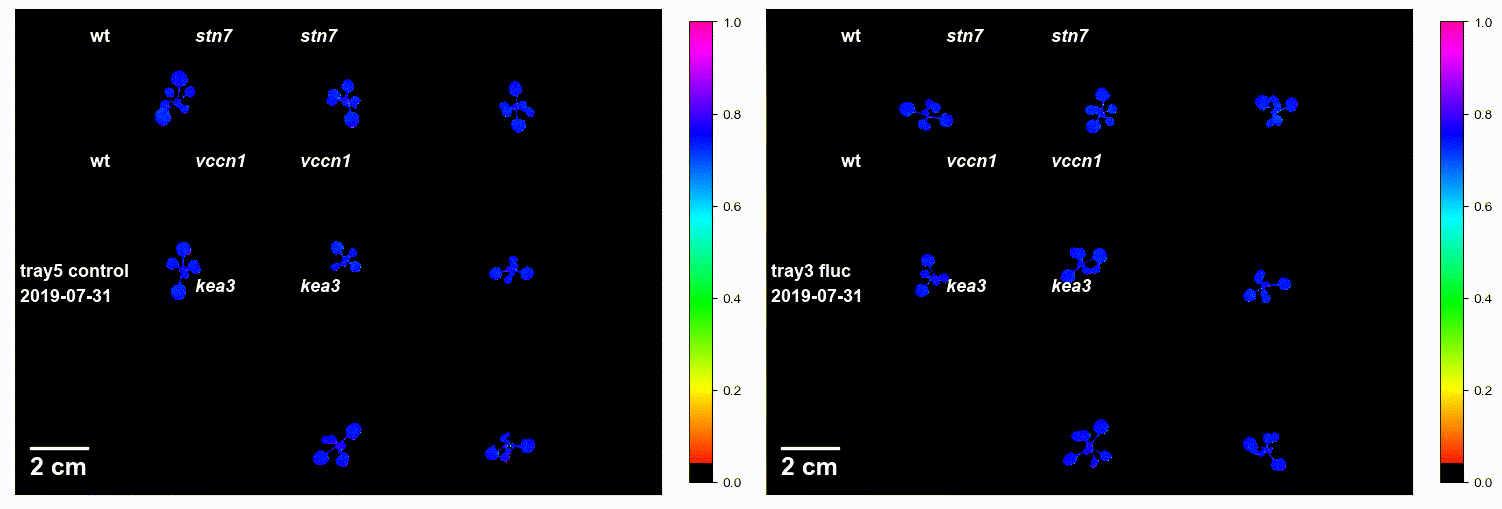 wt stn7 stn7
wt vccn1 vccn1
tray5 control
2019-07-31
kea3 kea3
2 cm
1.0
0.8
0.6
0.4
0.2
0.0
wt stn7 stn7
wt vccn1 vccn1
tray3 fluc
2019-07-31
kea3 kea3
2 cm
1.0
0.8
0.6
0.4
0.2
0.0